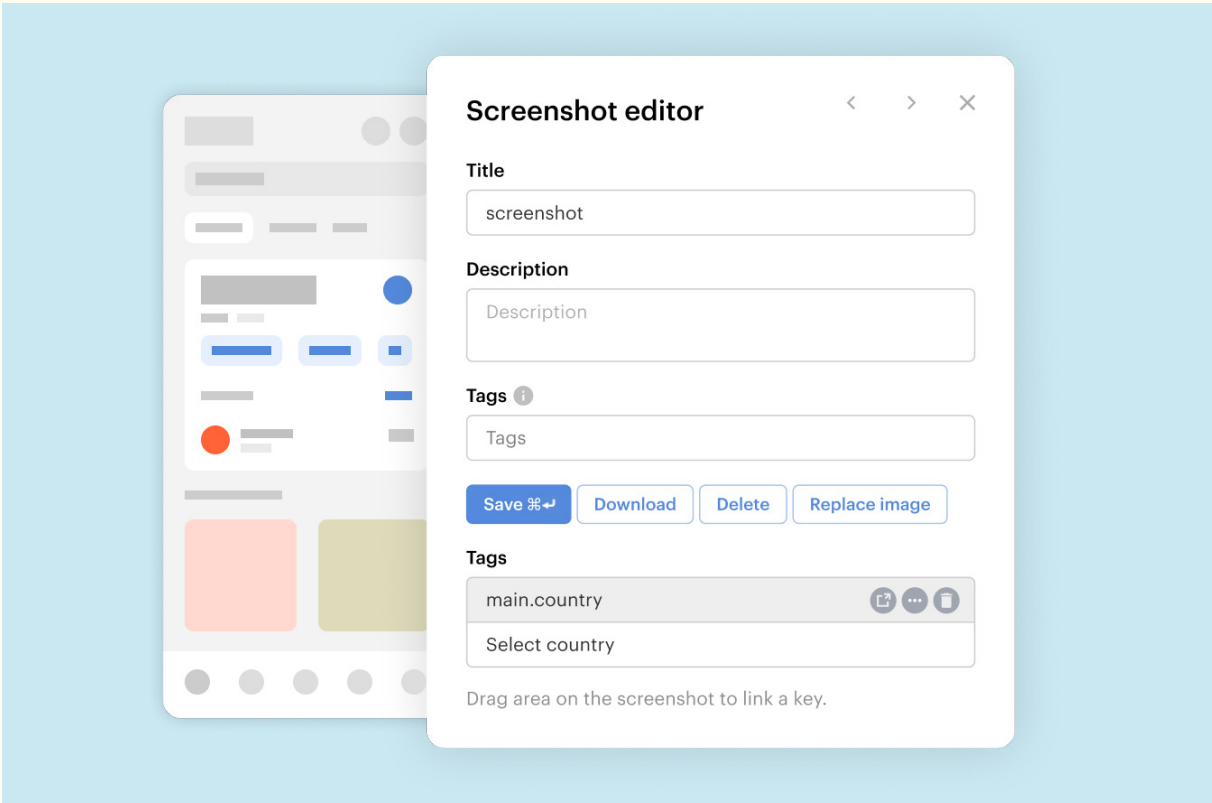 Screenshot editor
Title
screenshot
Description
Description
Tags
Tags
Save ⌘↵ Download Delete Replace image
Tags
main.country
Select country
Drag area on the screenshot to link a key.